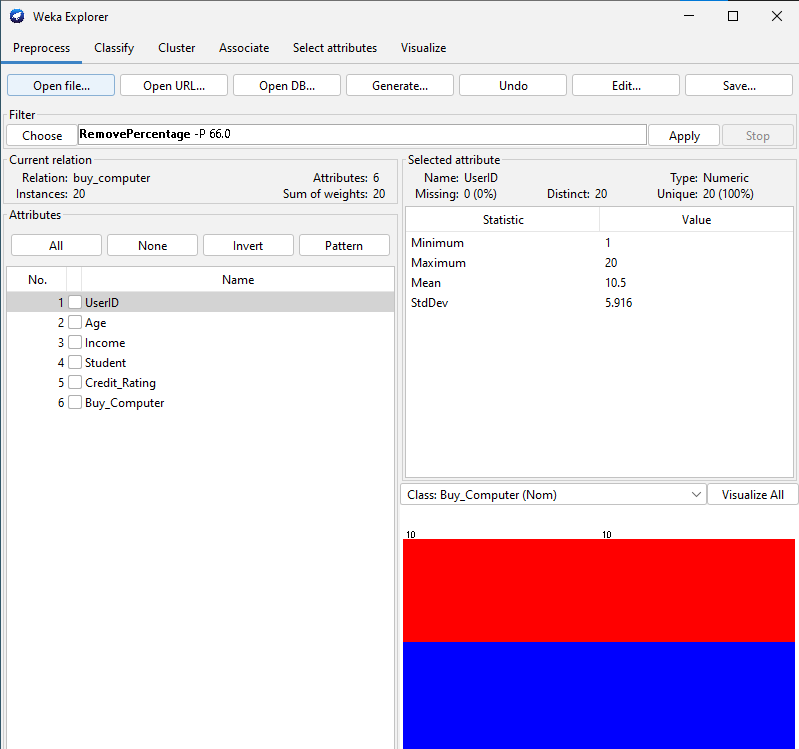 Weka Explorer
Preprocess Classify Cluster Associate Select attributes Visualize
Open file... Open URL... Open DB... Generate... Undo Edit... Save...
Filter
Choose RemovePercentage -P 66.0 Apply Stop
Current relation
Relation: buy_computer Attributes: 6
Instances: 20 Sum of weights: 20
Attributes
All None Invert Pattern
No. Name
1 UserID
2 Age
3 Income
4 Student
5 Credit_Rating
6 Buy_Computer
Selected attribute
Name: UserID Type: Numeric
Missing: 0 (0%) Distinct: 20 Unique: 20 (100%)
Statistic Value
Minimum 1
Maximum 20
Mean 10.5
StdDev 5.916
Class: Buy_Computer (Nom) Visualize All
10 10